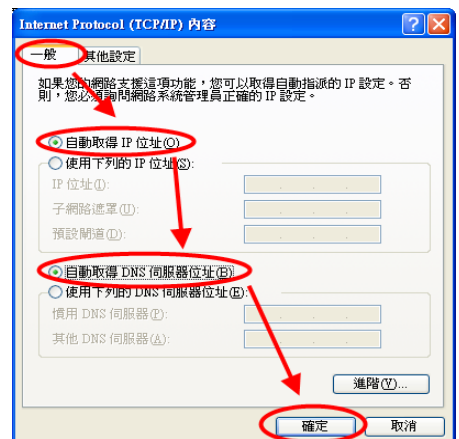 Internet Protocol (TCP/IP) 內容
一般
其他設定
如果您的網路支援這項功能，您可以取得自動指派的 IP 設定。否
則，您必須詢問網路系統管理員正確的 IP 設定。
自動取得 IP 位址(O)
使用下列的 IP 位址(S):
IP 位址(I):
子網路遮罩(U):
預設閘道(D):
自動取得 DNS 伺服器位址(B)
使用下列的 DNS 伺服器位址(E):
慣用 DNS 伺服器(P):
其他 DNS 伺服器(A):
進階(V)...
確定
取消